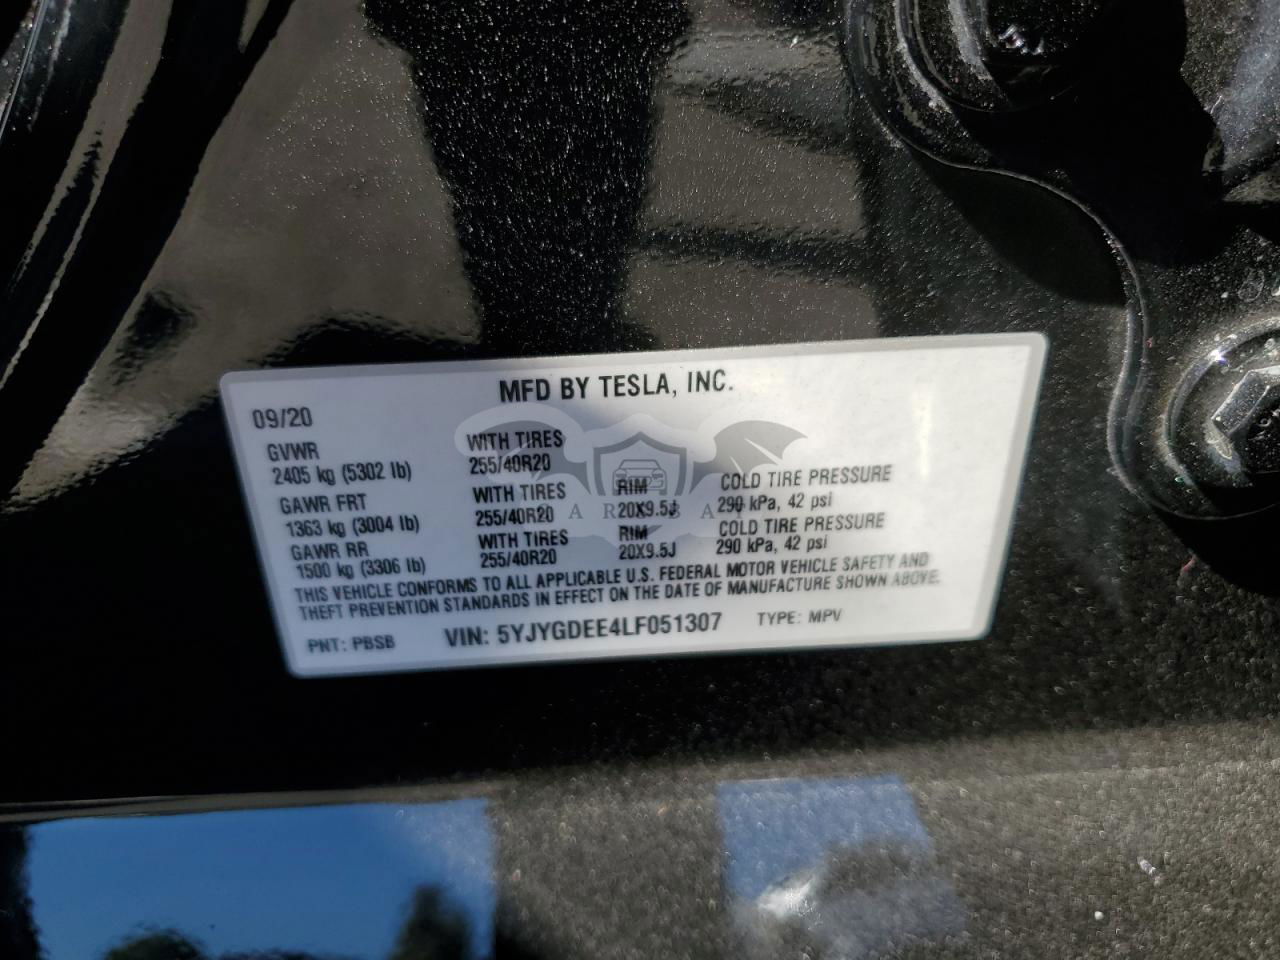 MFD BY TESLA, INC.
09/20
GVWR WITH TIRES
2405 kg (5302 lb) 255/40R20
GAWR FRT WITH TIRES RIM COLD TIRE PRESSURE
1363 kg (3004 lb) 255/40R20 20X9.5J 290 kPa, 42 psi
GAWR RR WITH TIRES RIM COLD TIRE PRESSURE
1500 kg (3306 lb) 255/40R20 20X9.5J 290 kPa, 42 psi
THIS VEHICLE CONFORMS TO ALL APPLICABLE U.S. FEDERAL MOTOR VEHICLE SAFETY AND
THEFT PREVENTION STANDARDS IN EFFECT ON THE DATE OF MANUFACTURE SHOWN ABOVE.
PNT: PBSB VIN: 5YJYGDEE4LF051307 TYPE: MPV